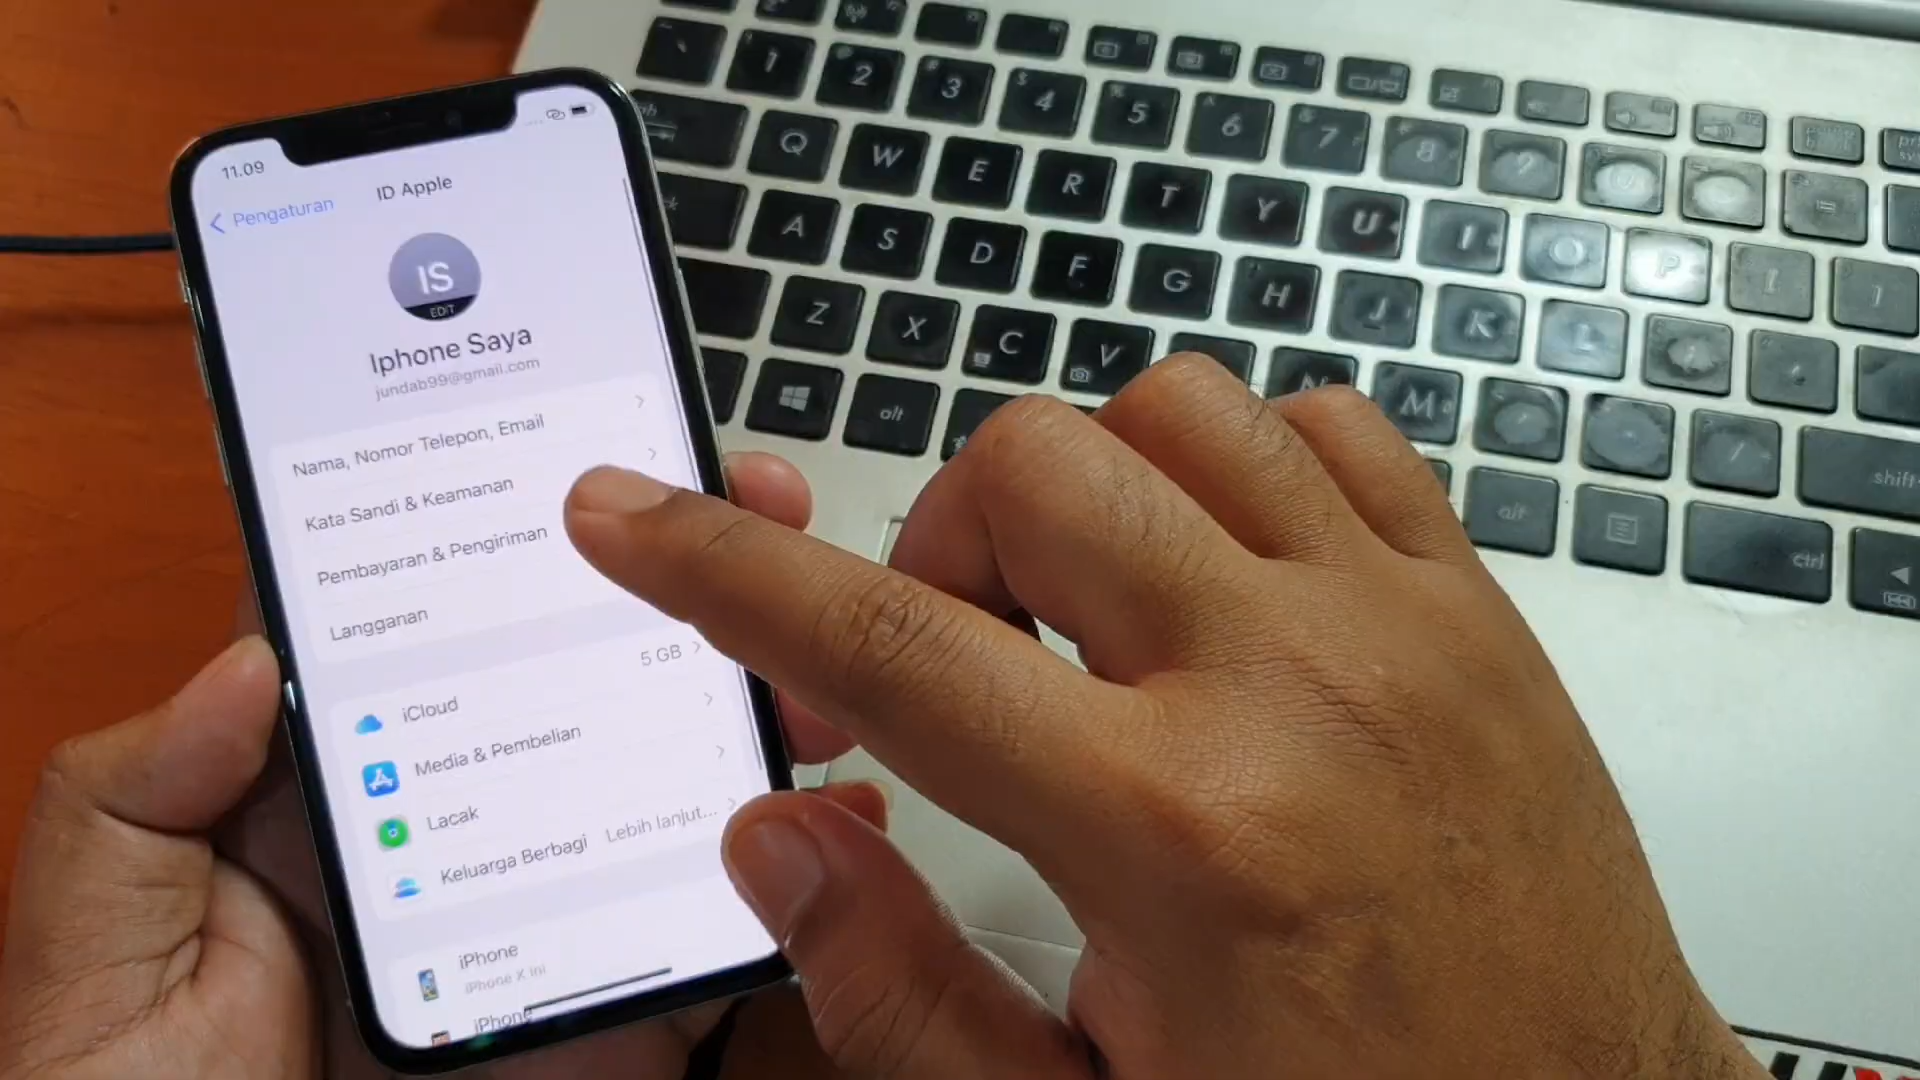 11.09
Pengaturan
ID Apple
IS
EDIT
Iphone Saya
jundab99@gmail.com
Nama, Nomor Telepon, Email
Kata Sandi & Keamanan
Pembayaran & Pengiriman
Langganan
iCloud 5 GB
Media & Pembelian
Lacak
Keluarga Berbagi Lebih lanjut...
iPhone
iPhone X ini
iPhone
1 2 3 4 5 6 7 8 9
Q W E R T Y U I O P
A S D F G H J K L
Z X C V N M
alt alt ctrl
shift